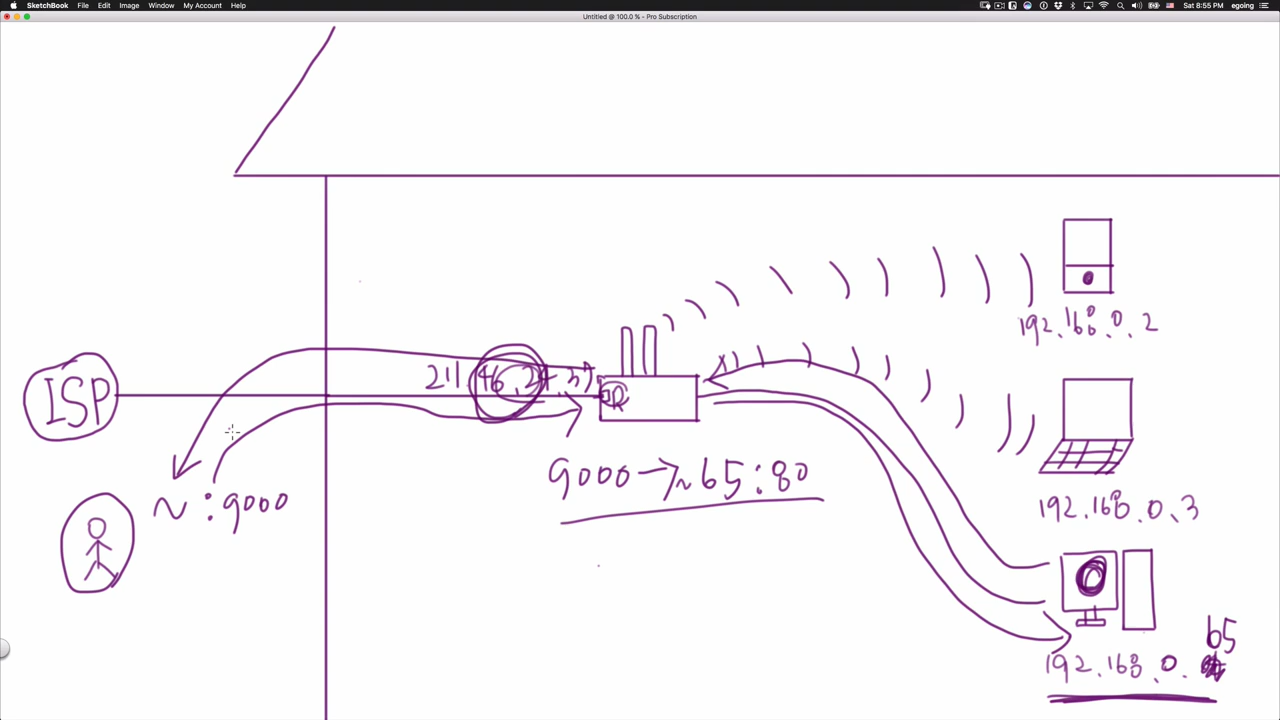 SketchBook File Edit Image Window My Account Help
Sat 8:55 PM egoing
Untitled @ 100.0 % - Pro Subscription
192.168.0.2
ISP
R
9000→~65:80
~:9000
192.168.0.3
65
192.168.0.